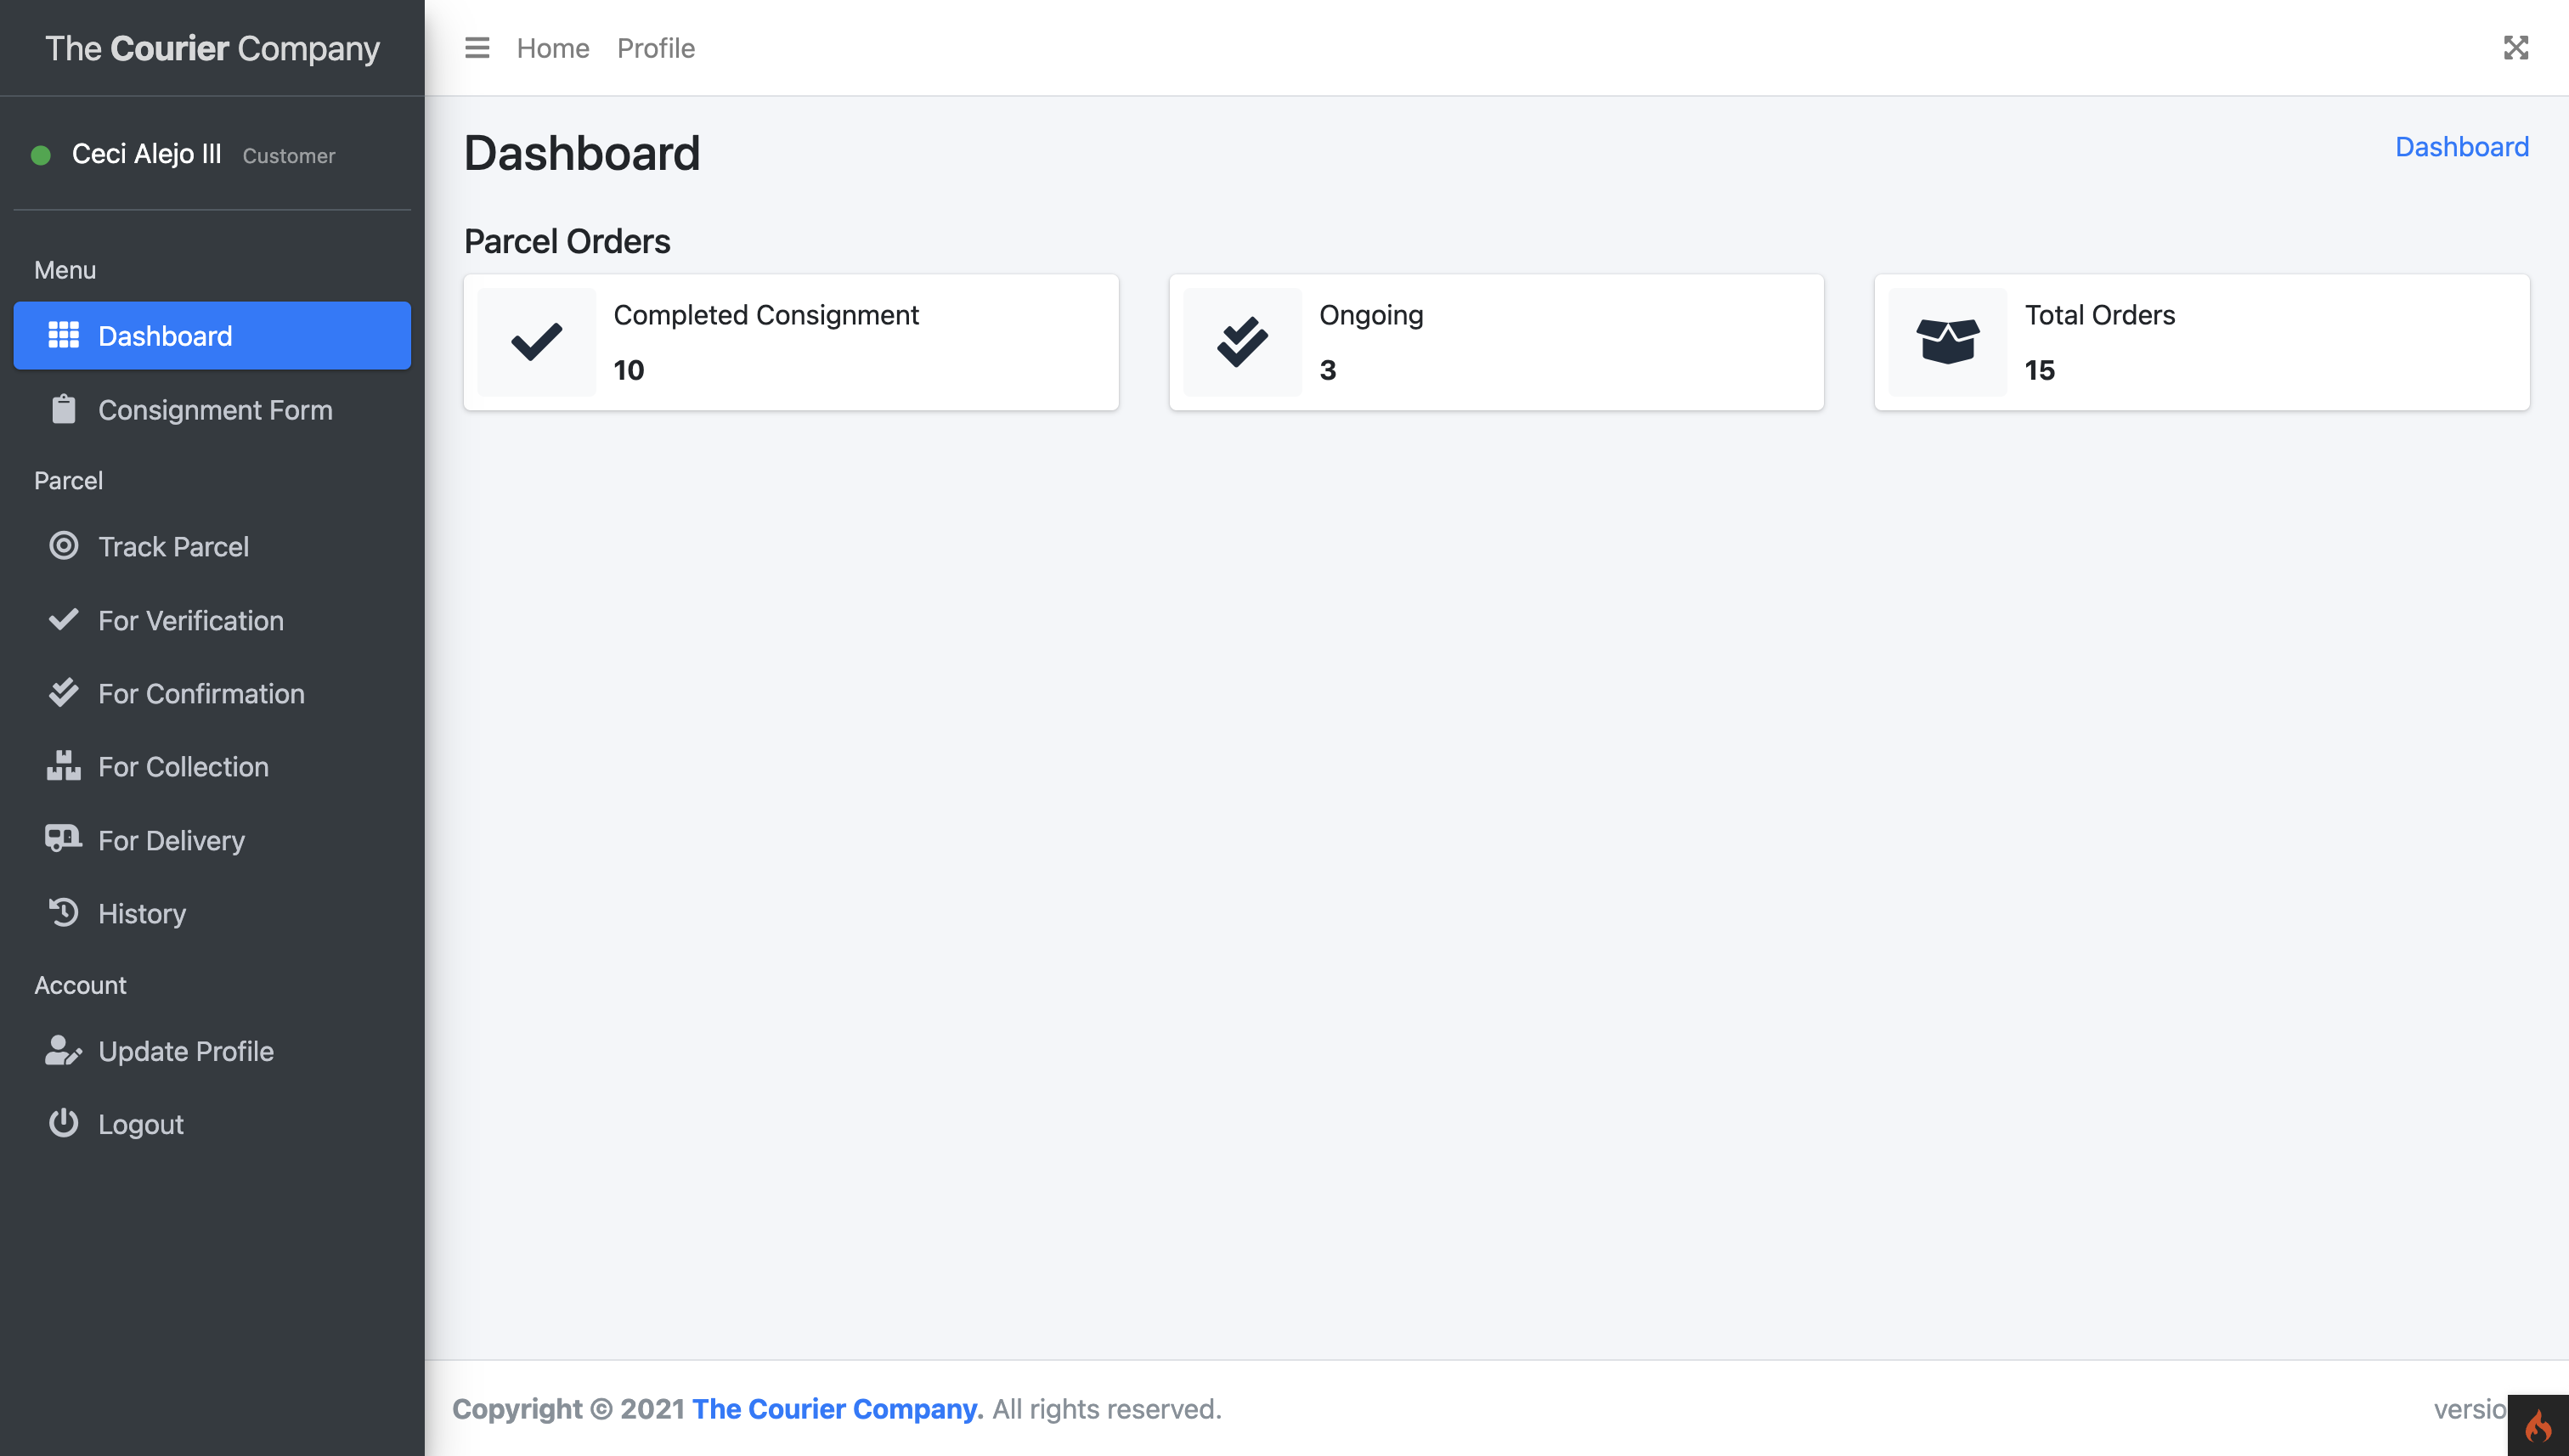 The Courier Company
Home Profile
Ceci Alejo III Customer
Menu
Dashboard
Consignment Form
Parcel
Track Parcel
For Verification
For Confirmation
For Collection
For Delivery
History
Account
Update Profile
Logout
Dashboard
Dashboard
Parcel Orders
Completed Consignment
10
Ongoing
3
Total Orders
15
Copyright © 2021 The Courier Company. All rights reserved.
versio